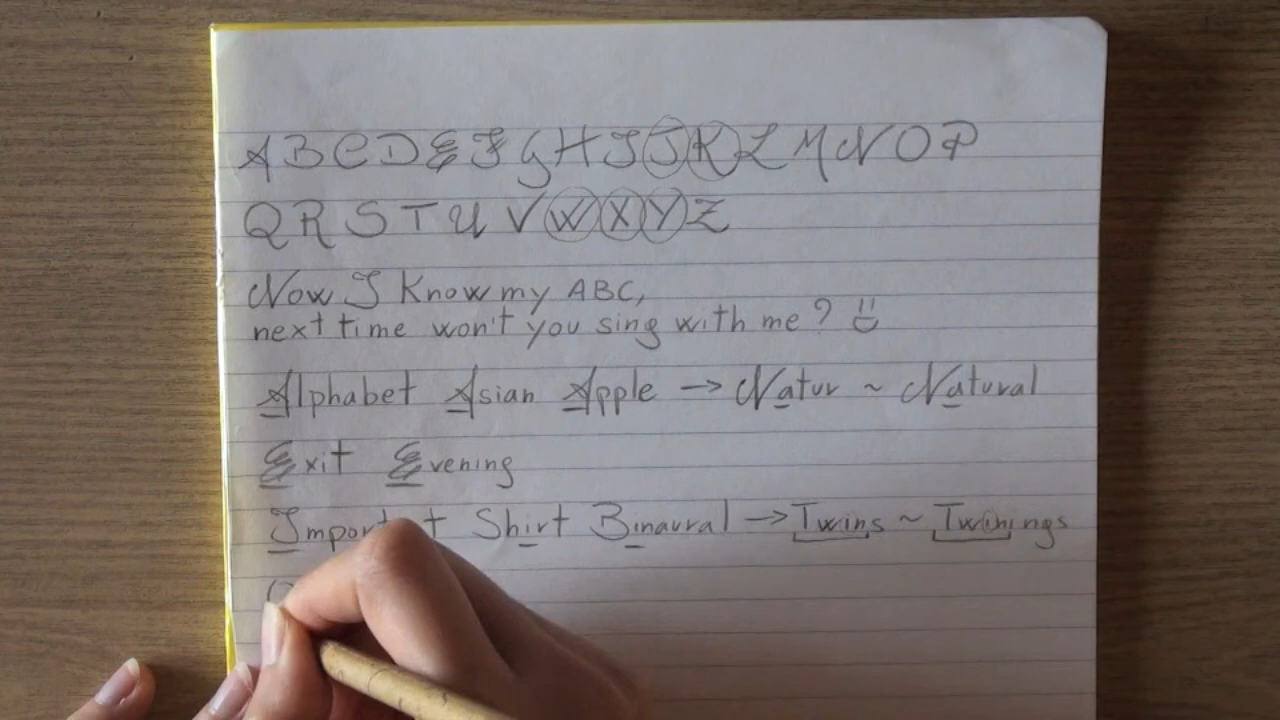 A B C D E F G H I J K L M N O P
Q R S T U V W X Y Z
Now I Know my ABC,
next time won't you sing with me?
Alphabet Asian Apple → Natur ~ Natural
Exit Evening
Shirt Binaural → Twins ~ Twinings